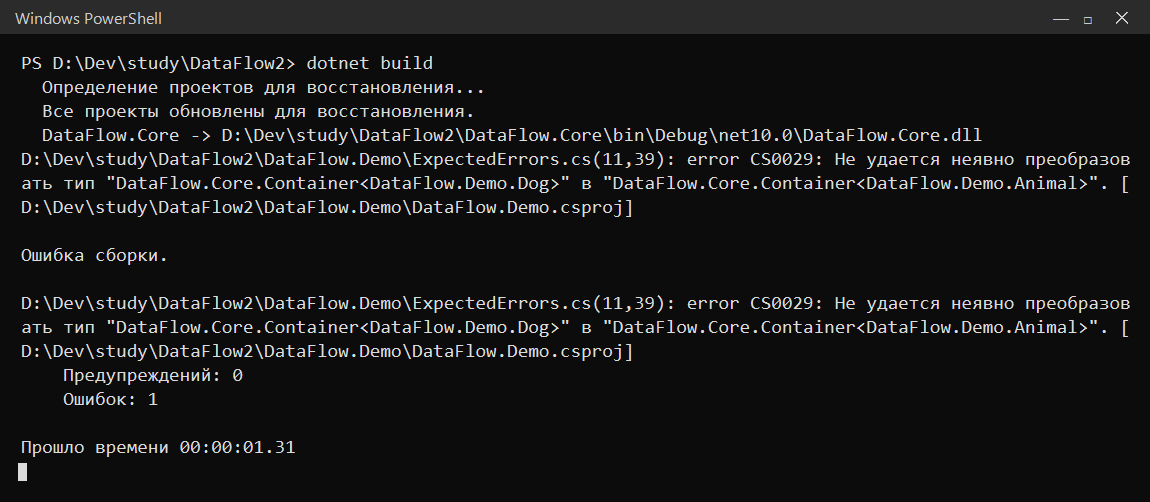 Windows PowerShell
PS D:\Dev\study\DataFlow2> dotnet build
  Определение проектов для восстановления...
  Все проекты обновлены для восстановления.
  DataFlow.Core -> D:\Dev\study\DataFlow2\DataFlow.Core\bin\Debug\net10.0\DataFlow.Core.dll
D:\Dev\study\DataFlow2\DataFlow.Demo\ExpectedErrors.cs(11,39): error CS0029: Не удается неявно преобразов
ать тип "DataFlow.Core.Container<DataFlow.Demo.Dog>" в "DataFlow.Core.Container<DataFlow.Demo.Animal>". [
D:\Dev\study\DataFlow2\DataFlow.Demo\DataFlow.Demo.csproj]
Ошибка сборки.
D:\Dev\study\DataFlow2\DataFlow.Demo\ExpectedErrors.cs(11,39): error CS0029: Не удается неявно преобразов
ать тип "DataFlow.Core.Container<DataFlow.Demo.Dog>" в "DataFlow.Core.Container<DataFlow.Demo.Animal>". [
D:\Dev\study\DataFlow2\DataFlow.Demo\DataFlow.Demo.csproj]
    Предупреждений: 0
    Ошибок: 1
Прошло времени 00:00:01.31